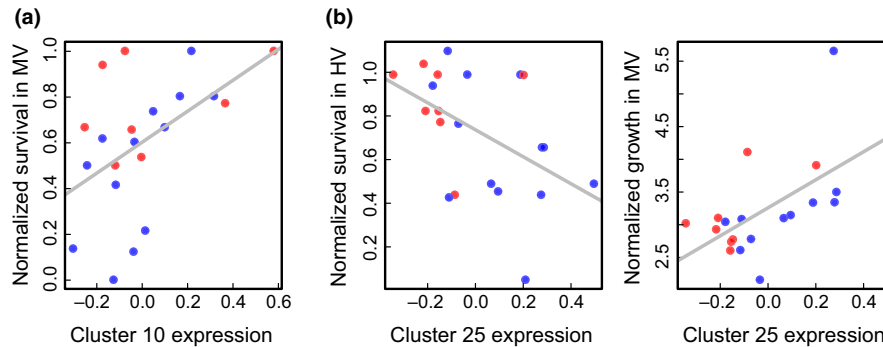 (a)
Normalized survival in MV
0.0 0.2 0.4 0.6 0.8 1.0
−0.2 0.0 0.2 0.4 0.6
Cluster 10 expression
(b)
Normalized survival in HV
0.2 0.4 0.6 0.8 1.0
−0.2 0.0 0.2 0.4
Cluster 25 expression
Normalized growth in MV
2.5 3.5 4.5 5.5
−0.2 0.0 0.2 0.4
Cluster 25 expression